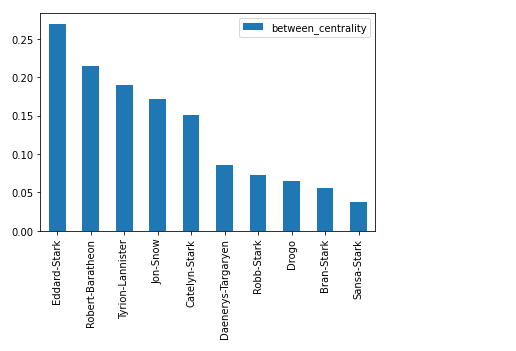 between_centrality
0.25
0.20
0.15
0.10
0.05
0.00
Eddard-Stark
Robert-Baratheon
Tyrion-Lannister
Jon-Snow
Catelyn-Stark
Daenerys-Targaryen
Robb-Stark
Drogo
Bran-Stark
Sansa-Stark